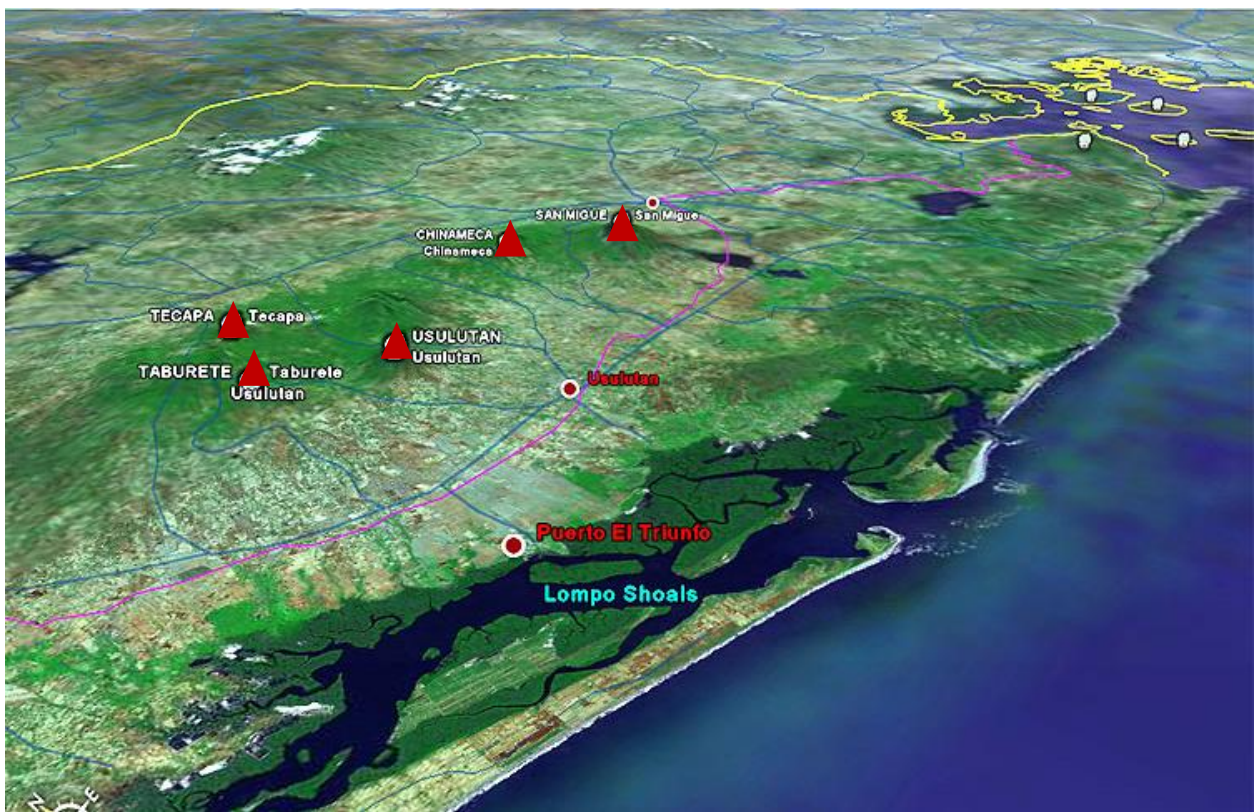 SAN MIGUE San Migue
CHINAMECA
Chinameca
TECAPA Tecapa
USULUTAN
Usulutan
TABURETE Taburete
Usulutan
Usulutan
Puerto El Triunfo
Lompo Shoals
N E